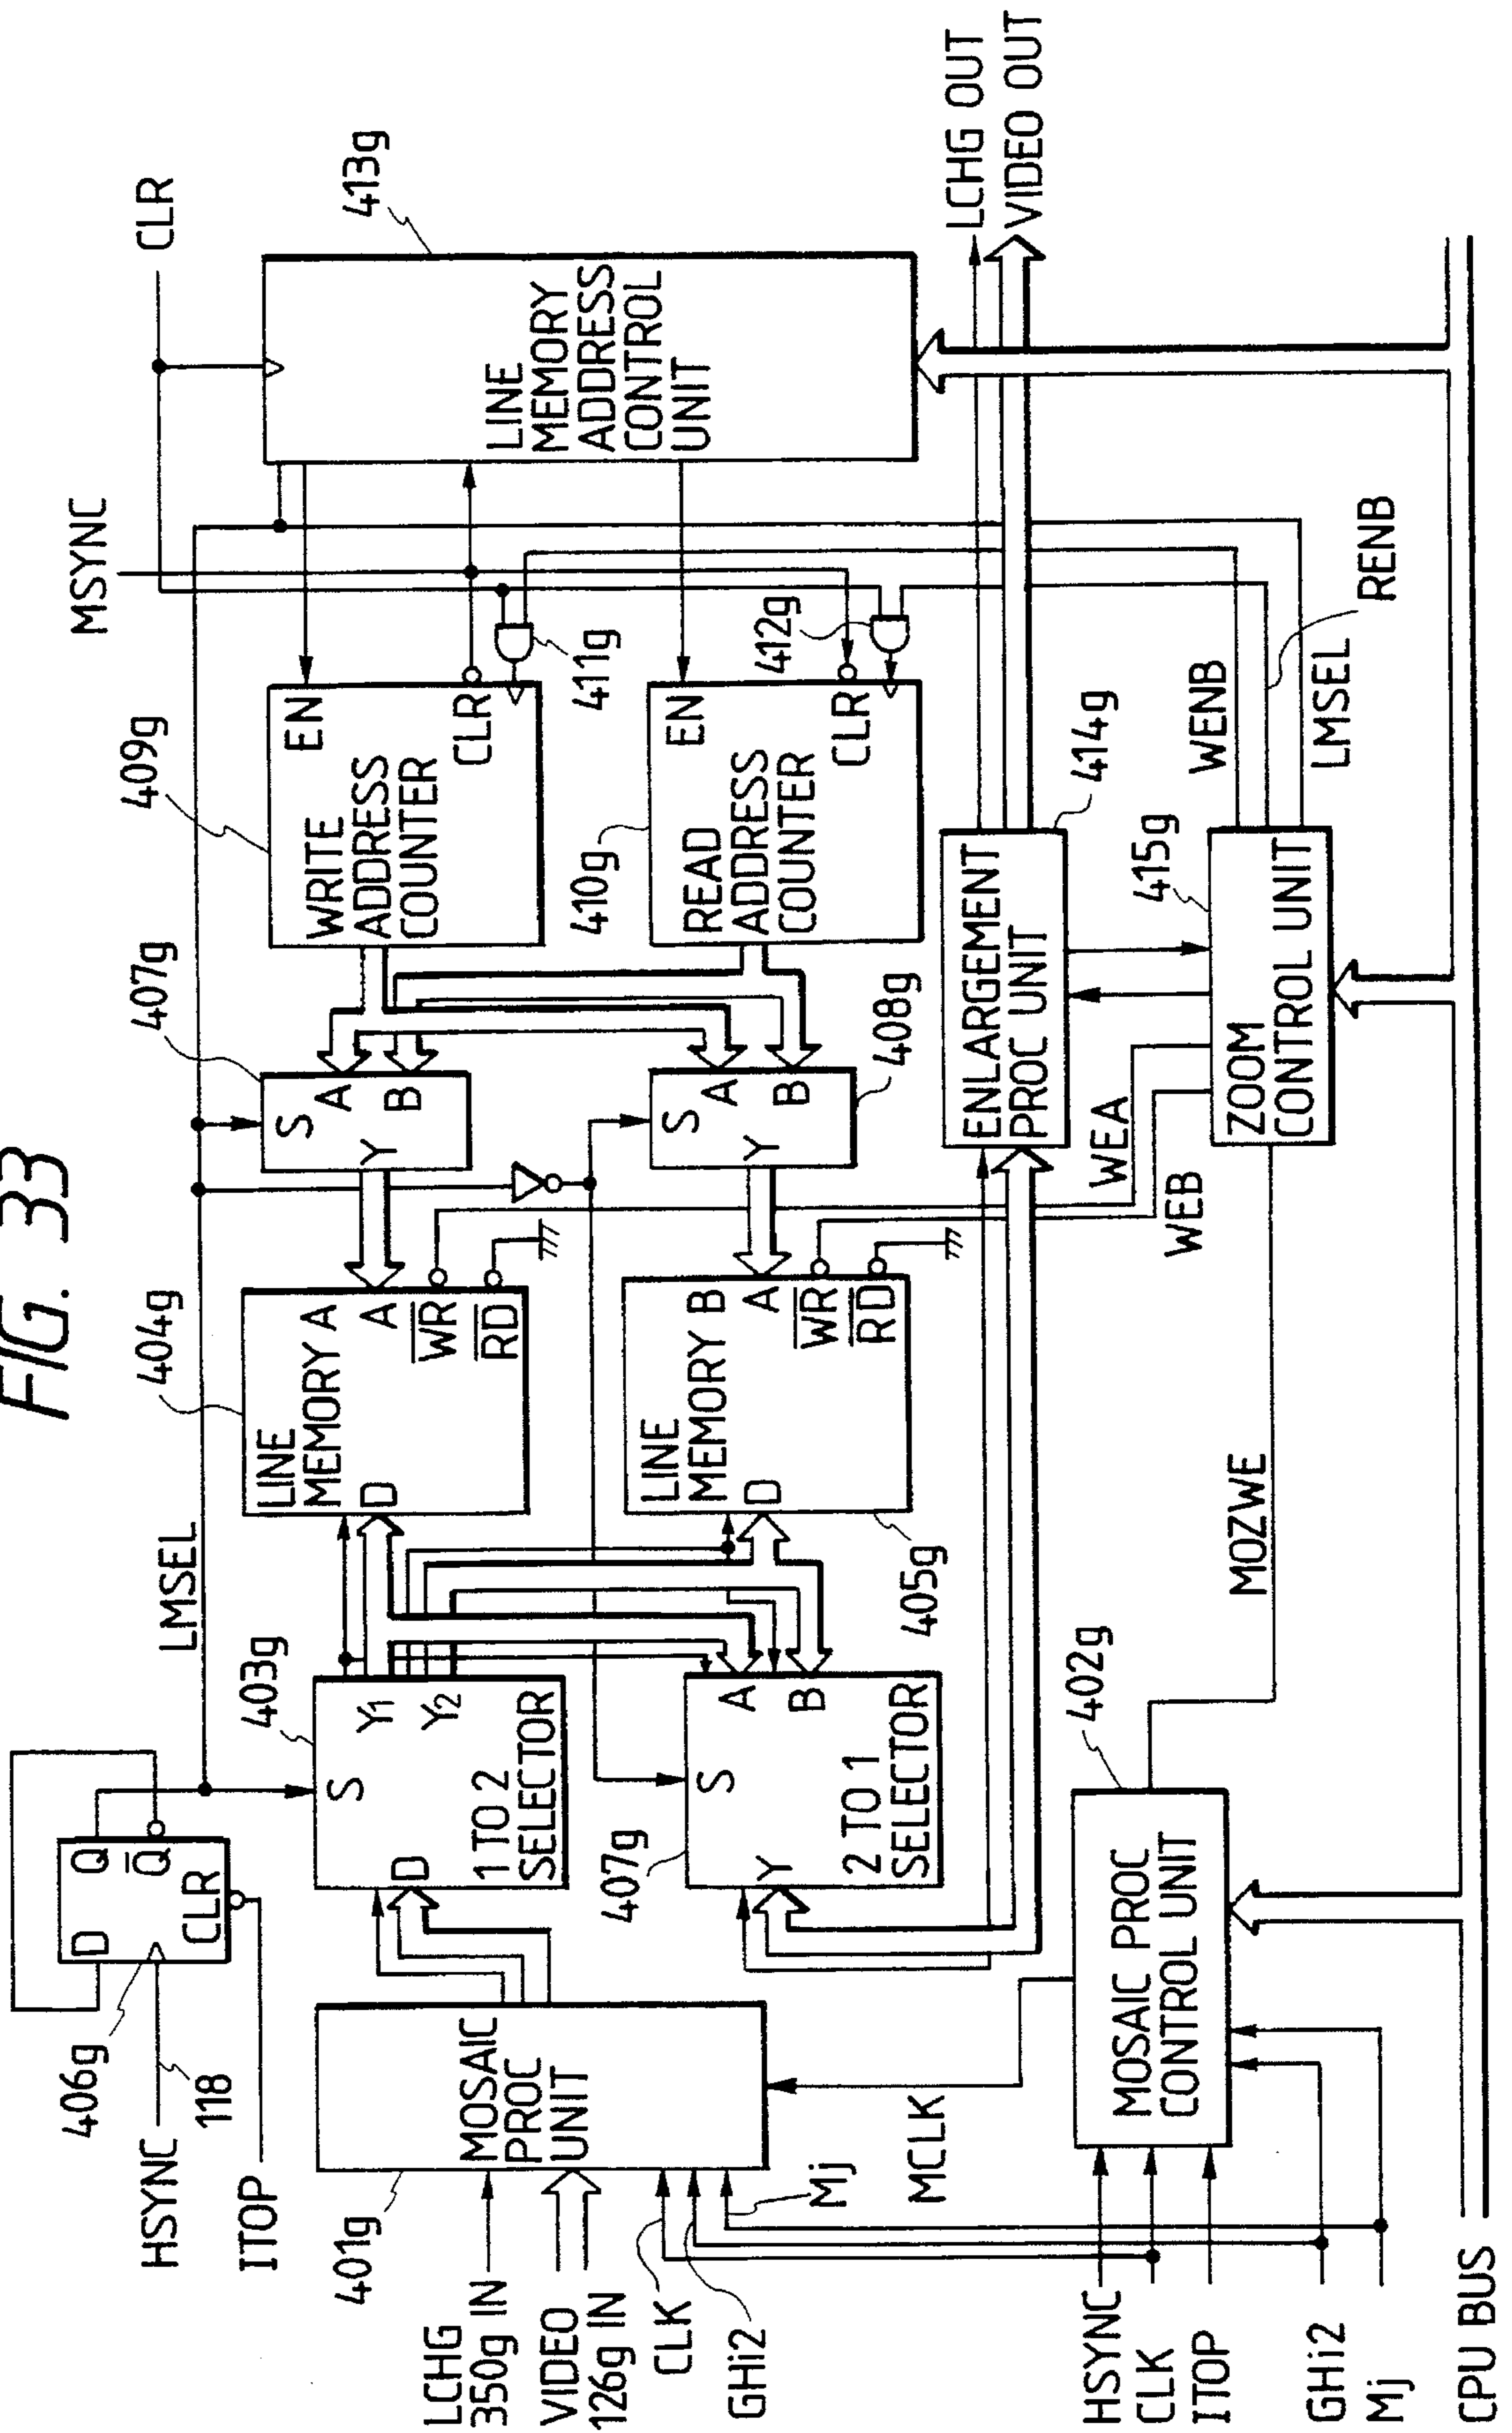 FIG. 33
HSYNC
118
ITOP
406g
D
Q
Q
CLR
LMSEL
MSYNC
CLR
401g
MOSAIC
PROC
UNIT
LCHG
350g IN
VIDEO
126g IN
CLK
GHi2
Mj
MCLK
403g
S
D
Y1
Y2
1 TO 2
SELECTOR
407g
S
Y
A
B
2 TO 1
SELECTOR
404g
LINE
MEMORY A
D
A
WR
RD
405g
LINE
MEMORY B
D
A
WR
RD
407g
S
A
B
Y
408g
S
A
B
Y
409g
WRITE
ADDRESS
COUNTER
EN
CLR
411g
410g
READ
ADDRESS
COUNTER
EN
CLR
412g
413g
LINE
MEMORY
ADDRESS
CONTROL
UNIT
LCHG OUT
VIDEO OUT
414g
ENLARGEMENT
PROC UNIT
415g
ZOOM
CONTROL UNIT
WEA
WEB
WENB
RENB
LMSEL
MOZWE
402g
MOSAIC PROC
CONTROL UNIT
HSYNC
CLK
ITOP
GHi2
Mj
CPU BUS